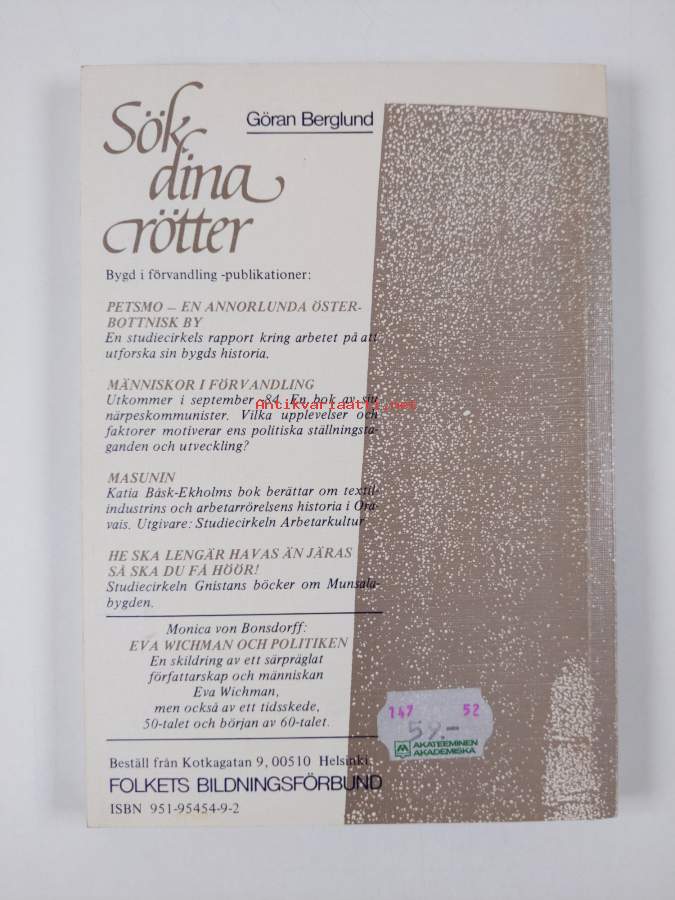 Sök
dina
rötter
Göran Berglund
Bygd i förvandling -publikationer:
PETSMO – EN ANNORLUNDA ÖSTER-
BOTTNISK BY
En studiecirkels rapport kring arbetet på att
utforska sin bygds historia.
MÄNNISKOR I FÖRVANDLING
Utkommer i september -84. En bok av sju
närpeskommunister. Vilka upplevelser och
faktorer motiverar ens politiska ställningsta-
ganden och utveckling?
Antikvariaatti.net
MASUNIN
Katia Båsk-Ekholms bok berättar om textil-
industrins och arbetarrörelsens historia i Ora-
vais. Utgivare: Studiecirkeln Arbetarkultur
HE SKA LENGÄR HAVAS ÄN JÄRAS
SÅ SKA DU FÅ HÖÖR!
Studiecirkeln Gnistans böcker om Munsala-
bygden.
Monica von Bonsdorff:
EVA WICHMAN OCH POLITIKEN
En skildring av ett särpräglat
författarskap och människan
Eva Wichman,
men också av ett tidsskede,
50-talet och början av 60-talet.
147 52
59.–
AKATEEMINEN
AKADEMISKA
Beställ från Kotkagatan 9, 00510 Helsinki
FOLKETS BILDNINGSFÖRBUND
ISBN 951-95454-9-2